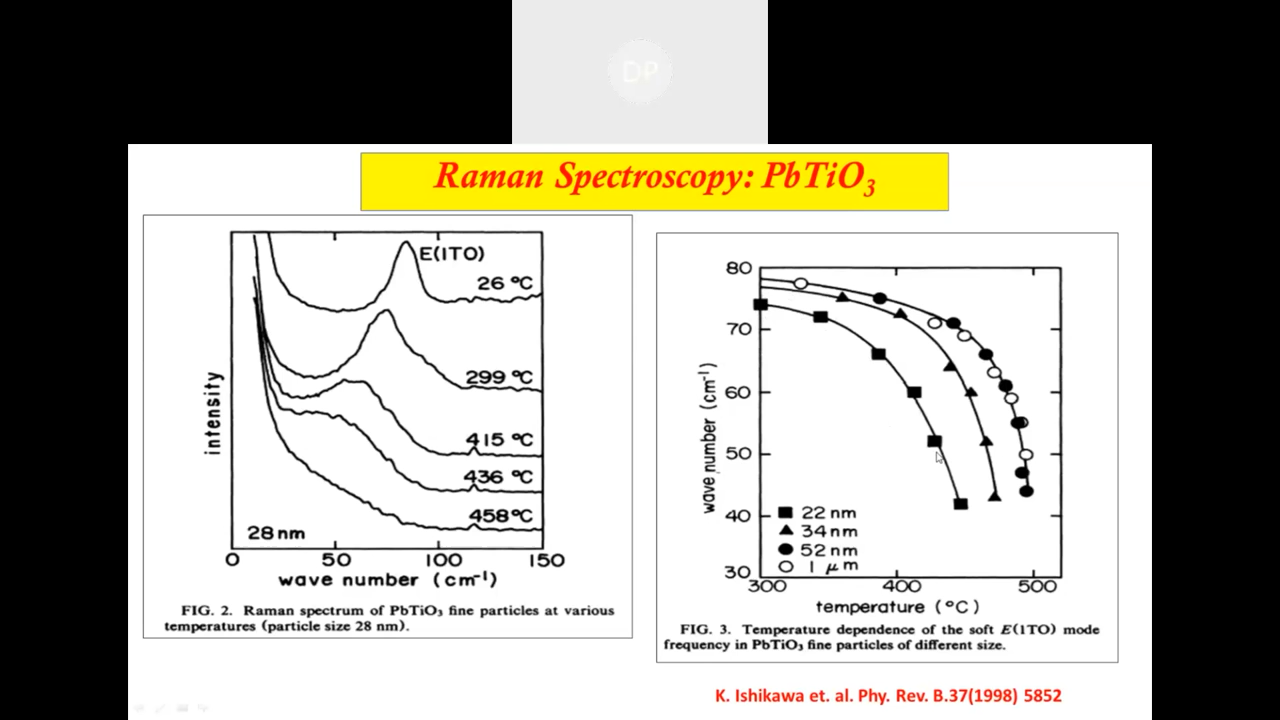 DP
Raman Spectroscopy: PbTiO3
E(1TO)
26 °C
299 °C
415 °C
436 °C
458°C
28nm
intensity
0 50 100 150
wave number (cm-1)
FIG. 2. Raman spectrum of PbTiO3 fine particles at various
temperatures (particle size 28 nm).
80
70
60
50
40
30
wave number (cm-1)
22 nm
34nm
52 nm
1 μm
300 400 500
temperature (°C)
FIG. 3. Temperature dependence of the soft E(1TO) mode
frequency in PbTiO3 fine particles of different size.
K. Ishikawa et. al. Phy. Rev. B.37(1998) 5852